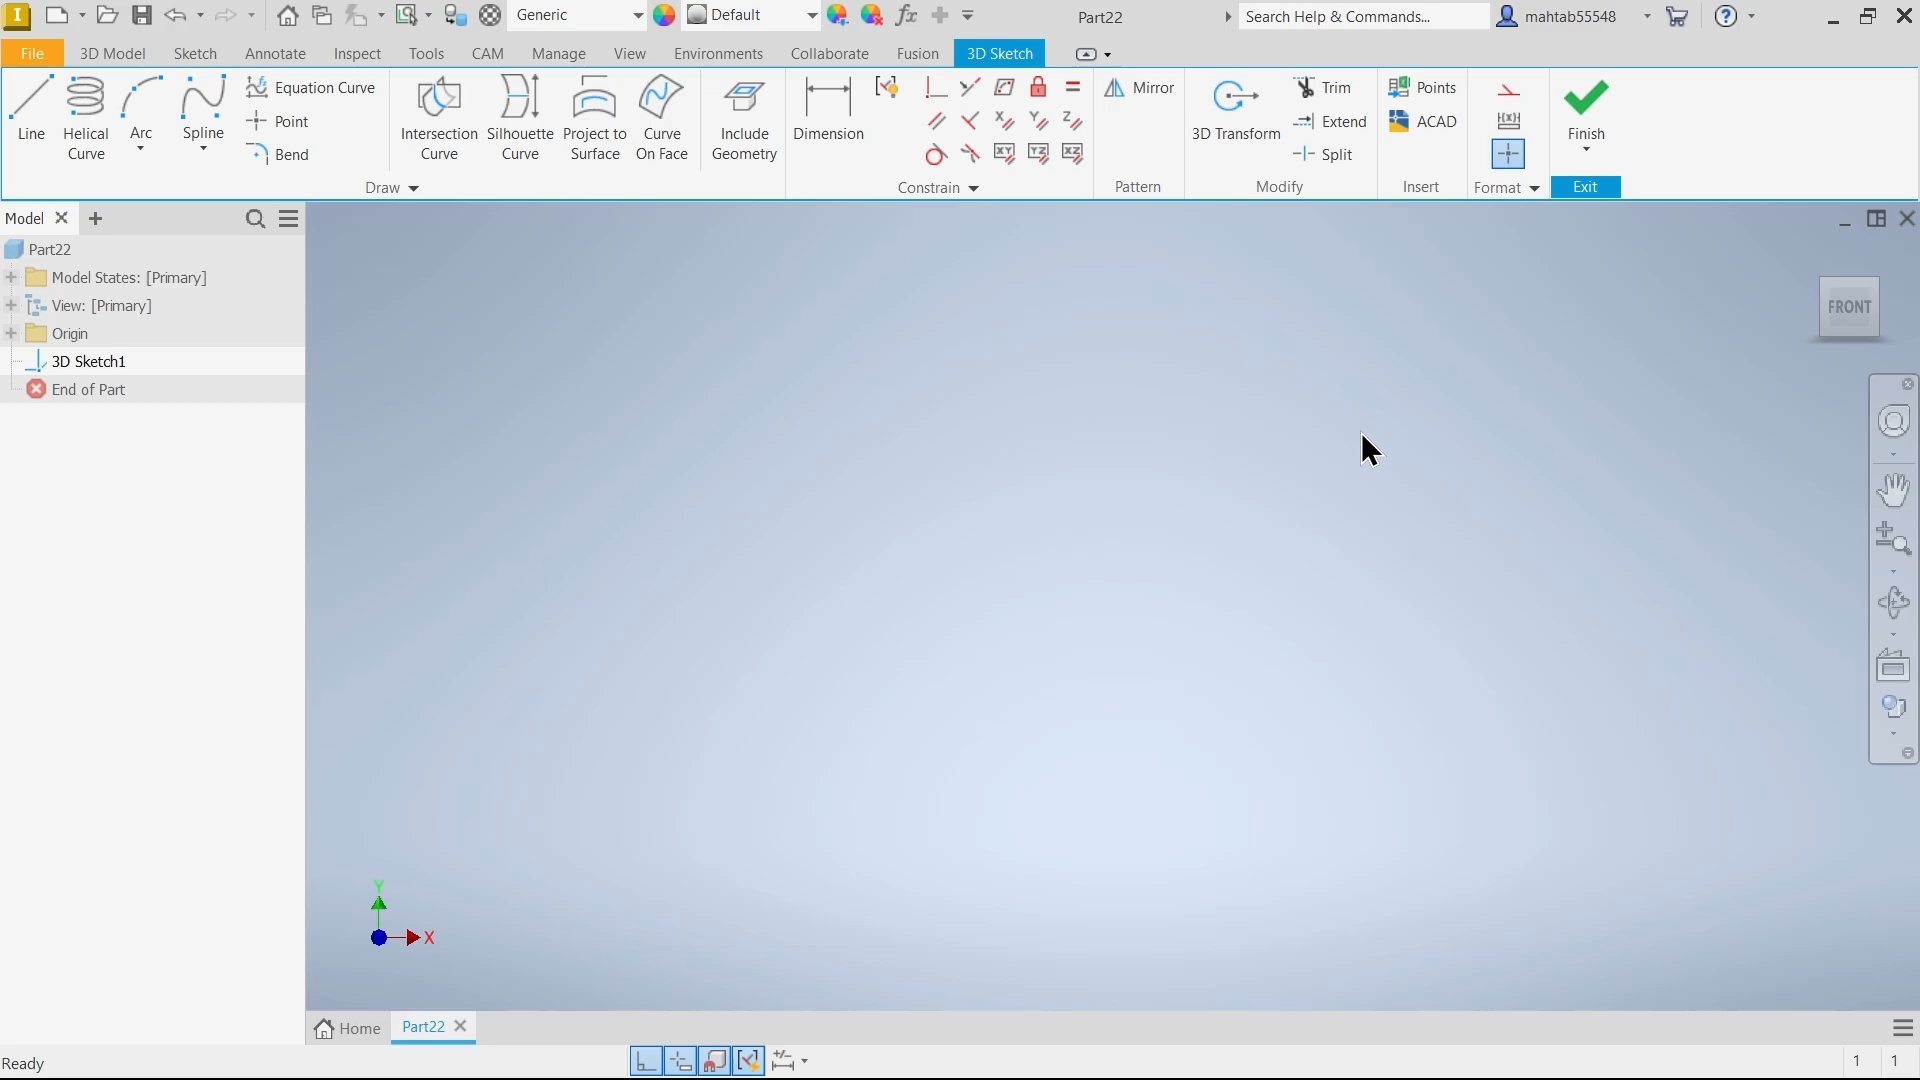 Generic
Default
Part22
Search Help & Commands...
mahtab55548
File
3D Model
Sketch
Annotate
Inspect
Tools
CAM
Manage
View
Environments
Collaborate
Fusion
3D Sketch
Line
Helical
Curve
Arc
Spline
Equation Curve
Point
Bend
Intersection
Curve
Silhouette
Curve
Project to
Surface
Curve
On Face
Include
Geometry
Dimension
Mirror
3D Transform
Trim
Extend
Split
Points
ACAD
Finish
Draw
Constrain
Pattern
Modify
Insert
Format
Exit
Model
Part22
Model States: [Primary]
View: [Primary]
Origin
3D Sketch1
End of Part
FRONT
Y
X
Home
Part22
Ready
1
1